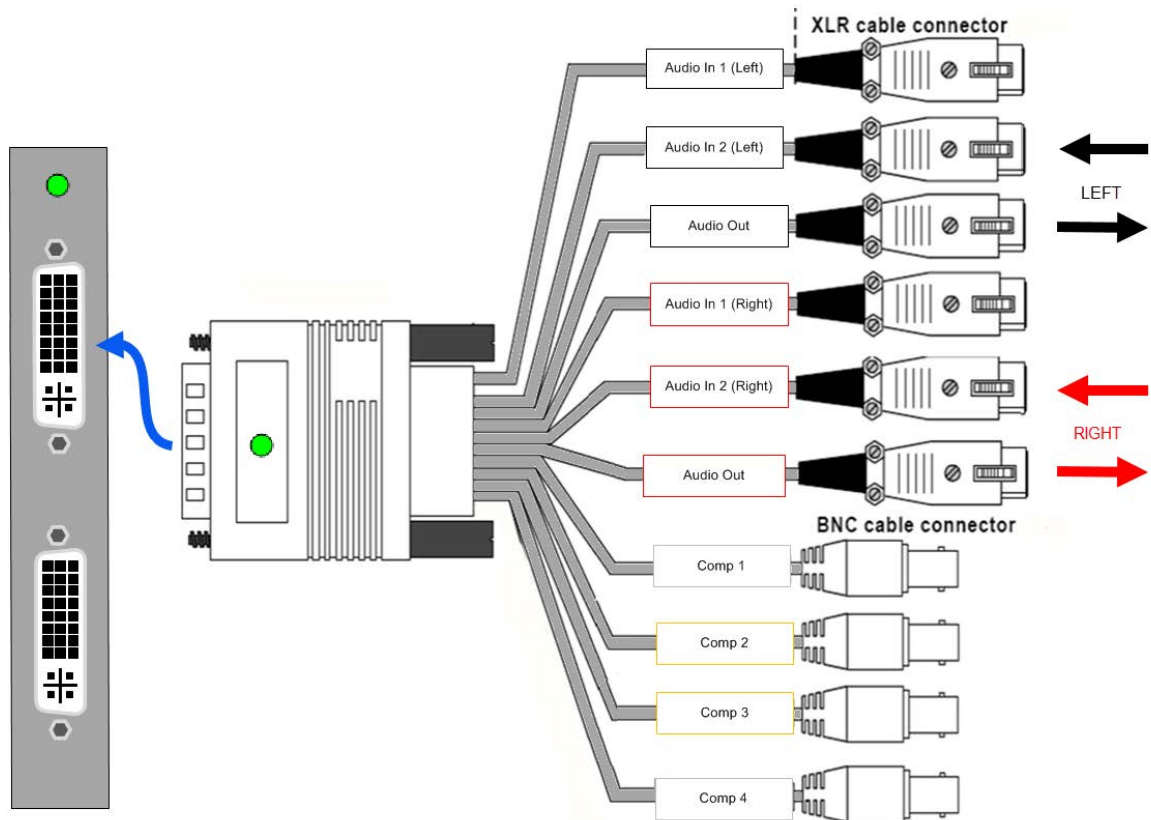 XLR cable connector
Audio In 1 (Left)
Audio In 2 (Left)
LEFT
Audio Out
Audio In 1 (Right)
Audio In 2 (Right)
RIGHT
Audio Out
BNC cable connector
Comp 1
Comp 2
Comp 3
Comp 4